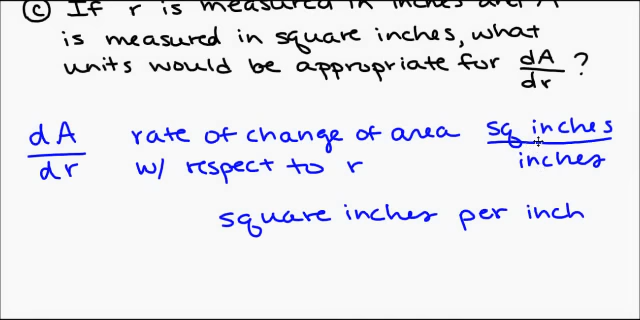 © If r is measured in inches and A
is measured in square inches, what
units would be appropriate for dA/dr ?
dA/dr rate of change of area sq inches/inches
w/ respect to r
square inches per inch